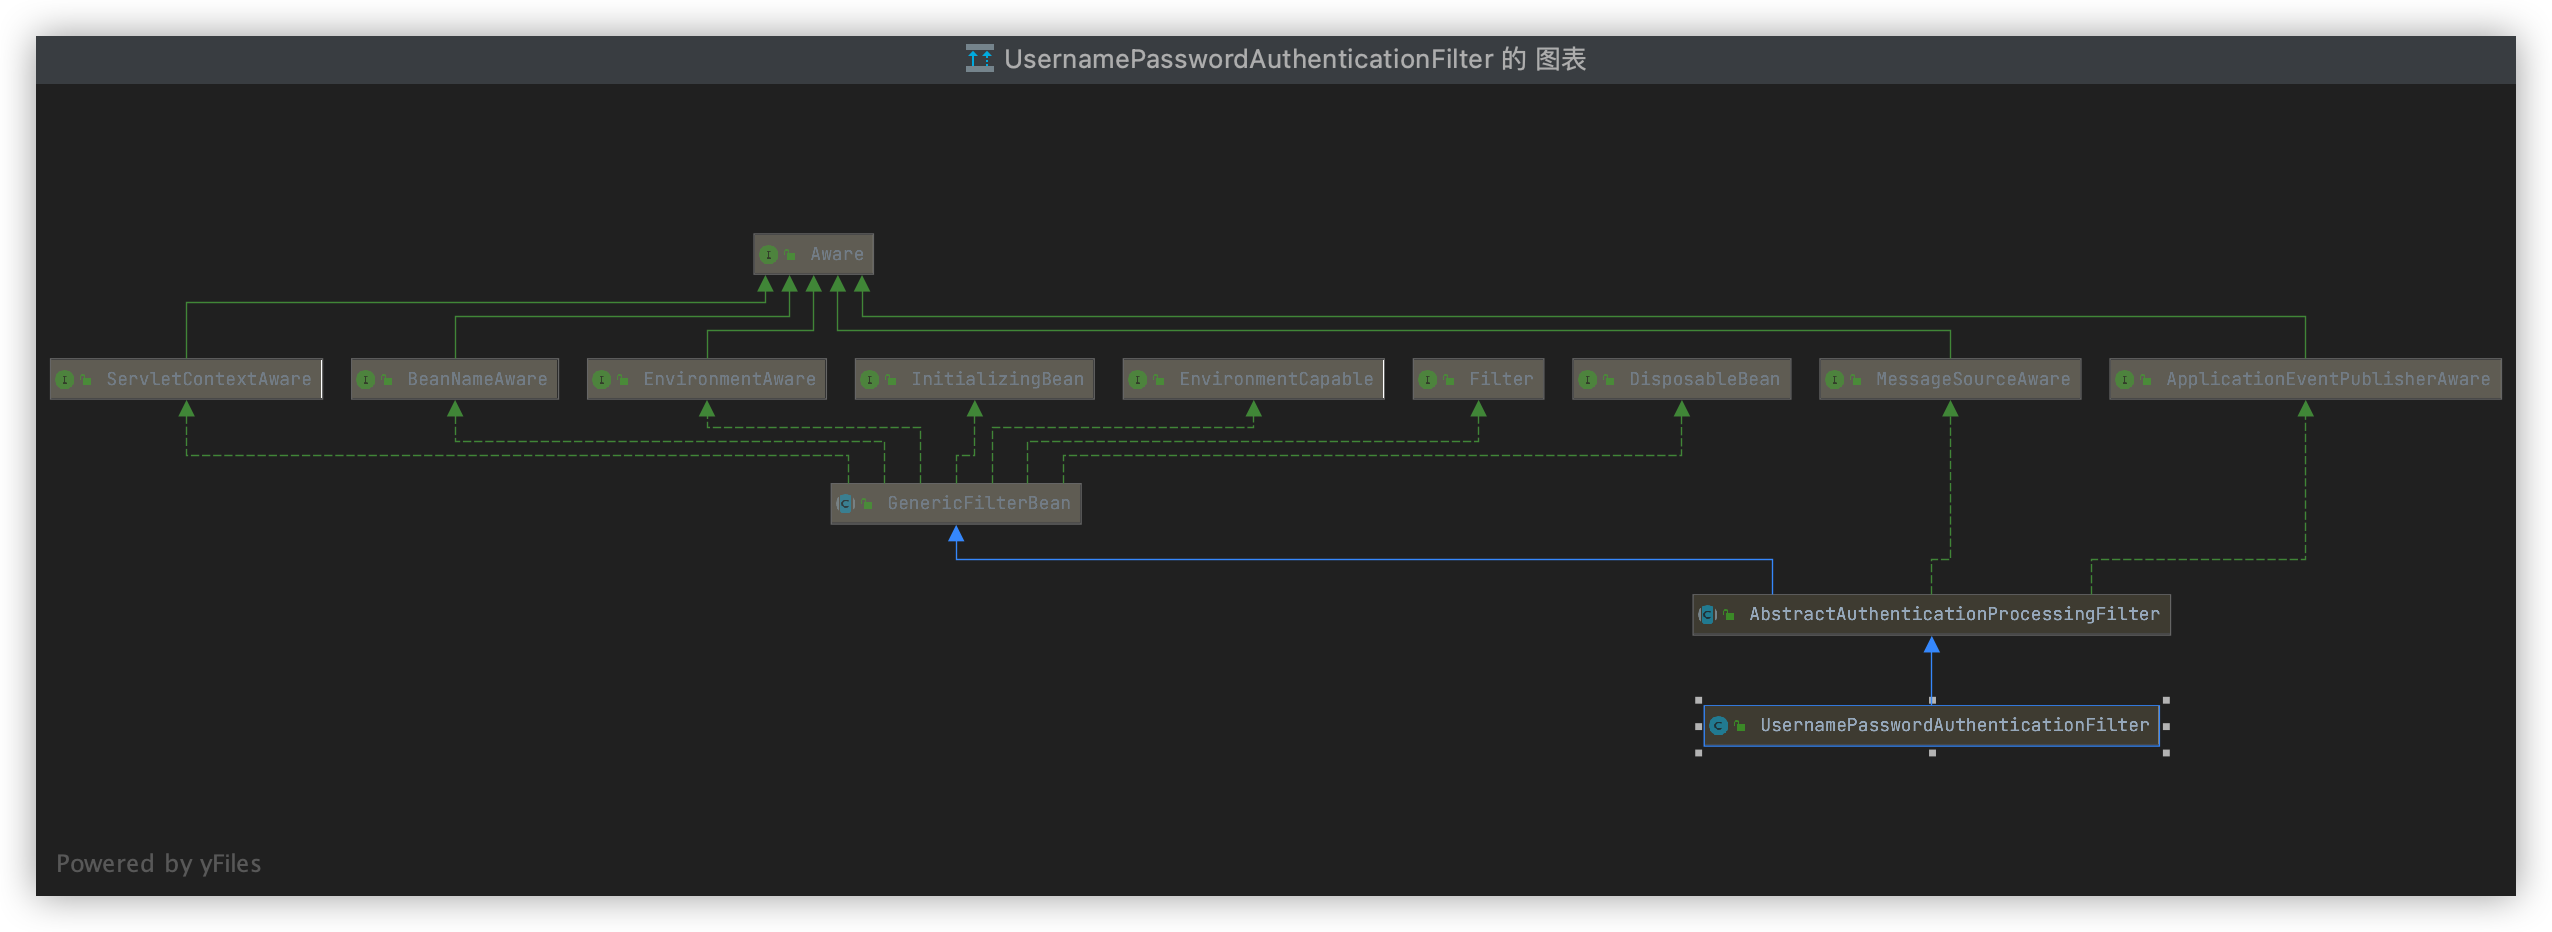 UsernamePasswordAuthenticationFilter 的 图表
Aware
ServletContextAware
BeanNameAware
EnvironmentAware
InitializingBean
EnvironmentCapable
Filter
DisposableBean
MessageSourceAware
ApplicationEventPublisherAware
GenericFilterBean
AbstractAuthenticationProcessingFilter
UsernamePasswordAuthenticationFilter
Powered by yFiles